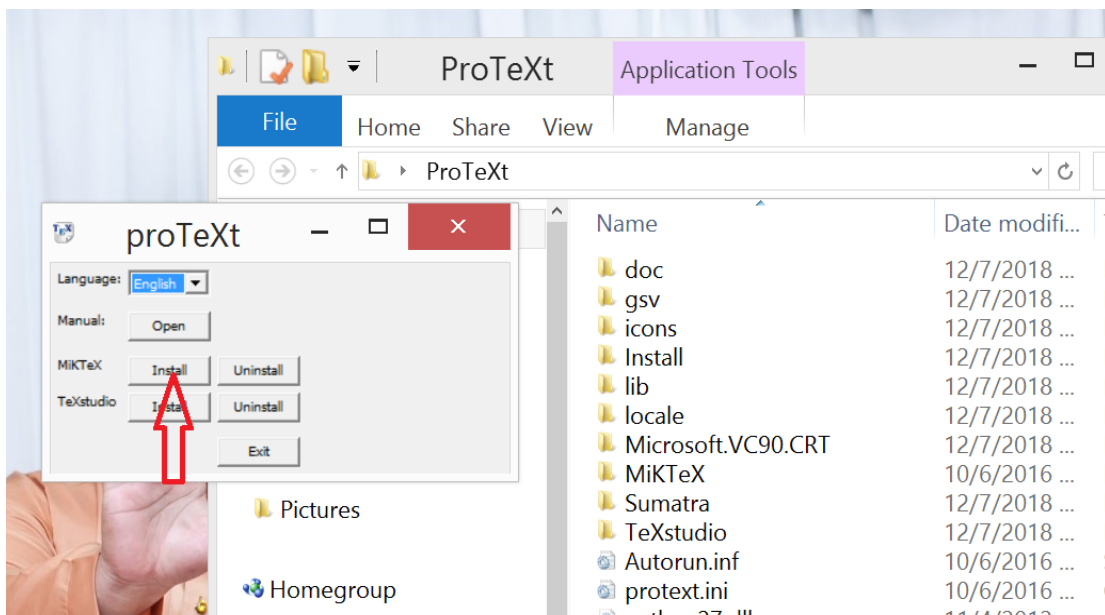 ProTeXt
Application Tools
File
Home
Share
View
Manage
ProTeXt
proTeXt
Language:
English
Manual:
Open
MiKTeX
Install
Uninstall
TeXstudio
Install
Uninstall
Exit
Pictures
Homegroup
Name
Date modifi...
doc
12/7/2018 ...
gsv
12/7/2018 ...
icons
12/7/2018 ...
Install
12/7/2018 ...
lib
12/7/2018 ...
locale
12/7/2018 ...
Microsoft.VC90.CRT
12/7/2018 ...
MiKTeX
10/6/2016 ...
Sumatra
12/7/2018 ...
TeXstudio
12/7/2018 ...
Autorun.inf
10/6/2016 ...
protext.ini
10/6/2016 ...